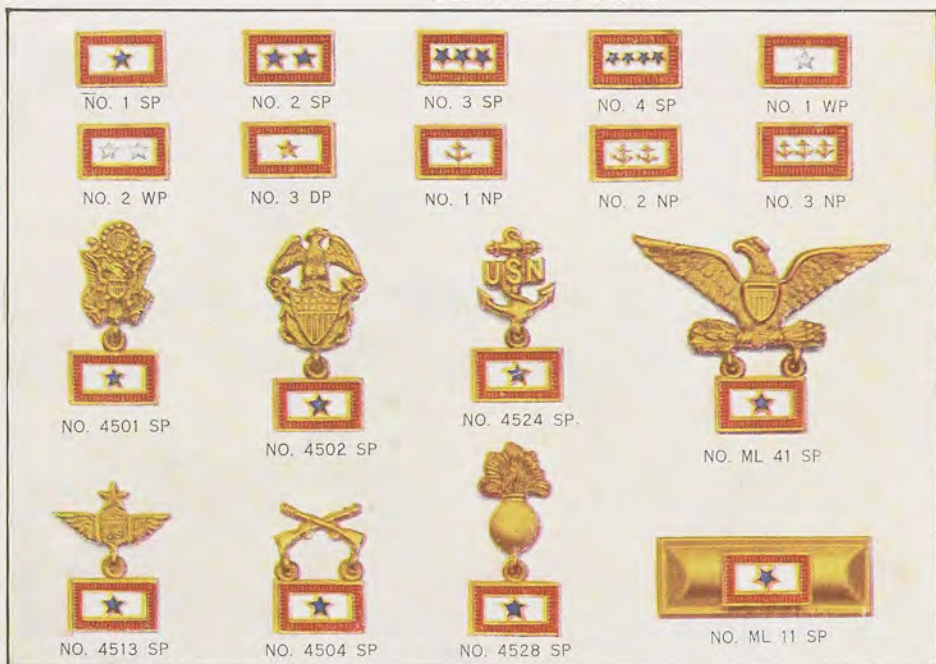 NO. 1 SP
NO. 2 SP
NO. 3 SP
NO. 4 SP
NO. 1 WP
NO. 2 WP
NO. 3 DP
NO. 1 NP
NO. 2 NP
NO. 3 NP
USN
NO. 4501 SP
NO. 4502 SP
NO. 4524 SP.
NO. ML 41 SP
NO. 4513 SP
NO. 4504 SP
NO. 4528 SP
NO. ML 11 SP